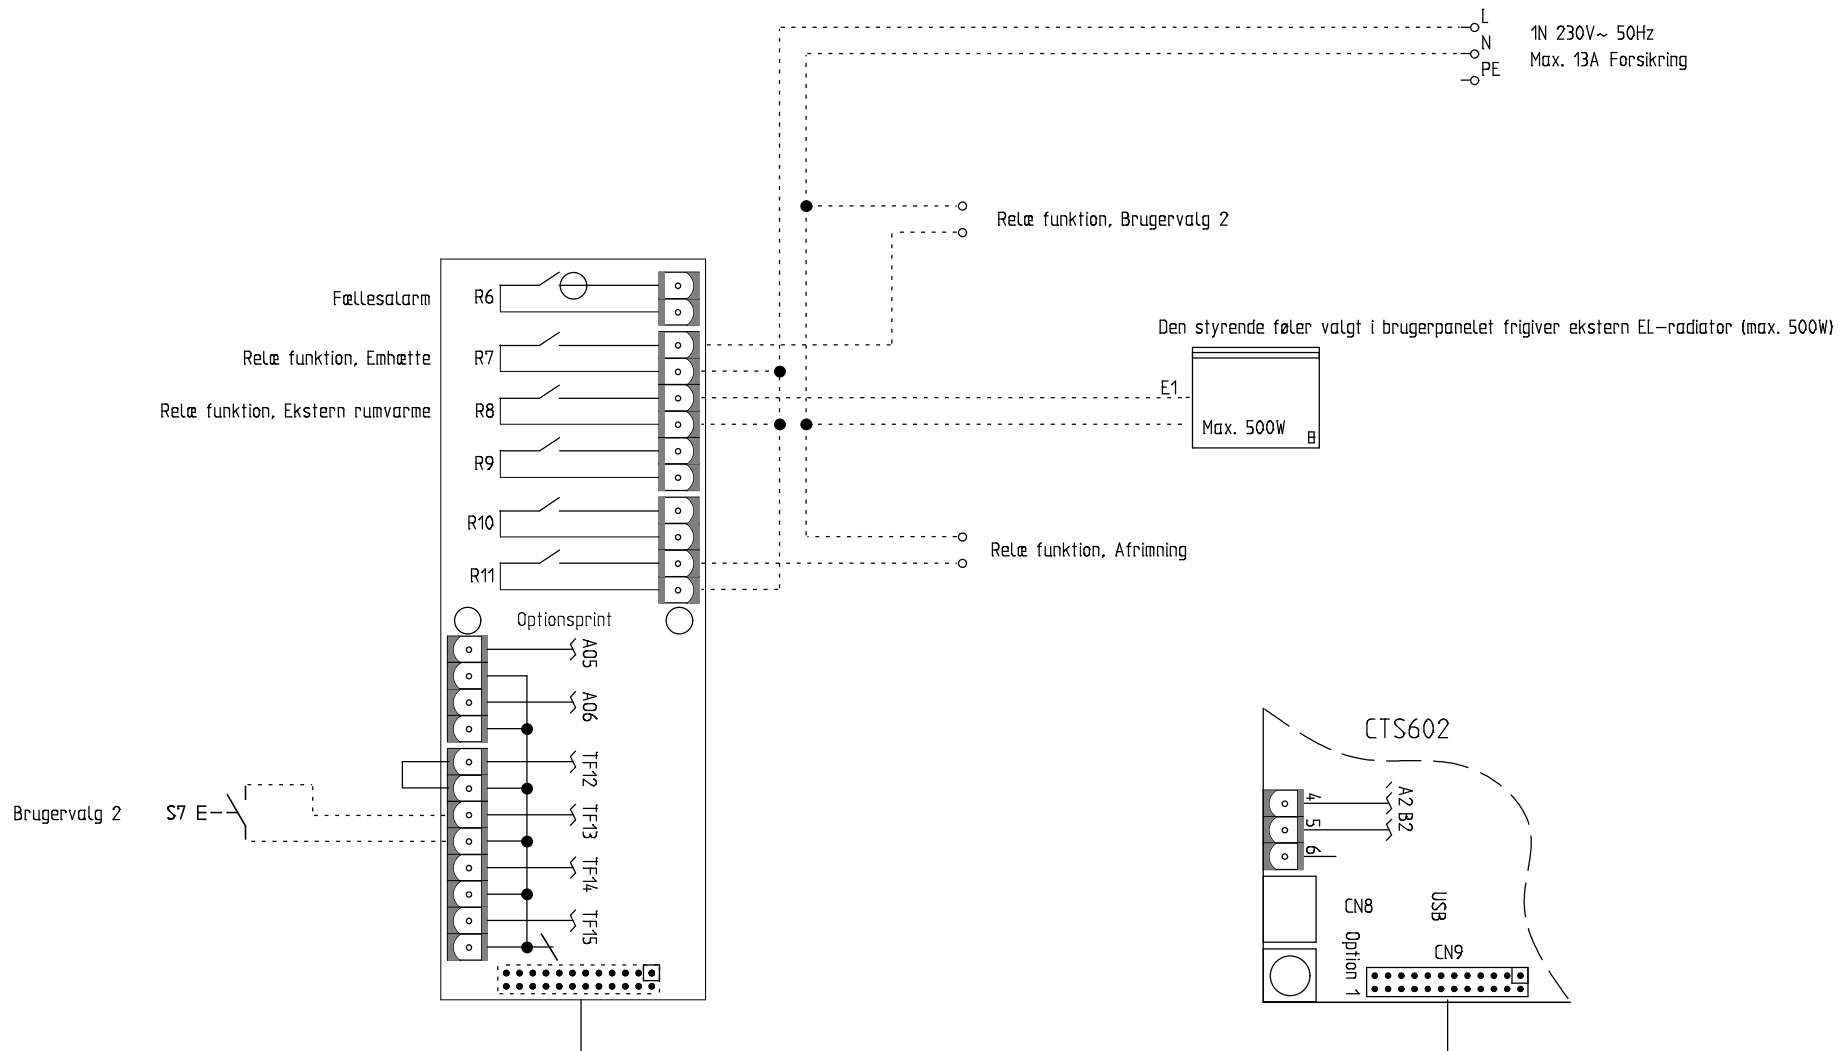 L
N
PE
1N 230V~ 50Hz
Max. 13A Forsikring
Relæ funktion, Brugervalg 2
Fællesalarm
R6
Relæ funktion, Emhætte
R7
Relæ funktion, Ekstern rumvarme
R8
R9
R10
R11
Den styrende føler valgt i brugerpanelet frigiver ekstern EL-radiator (max. 500W)
E1
Max. 500W
Relæ funktion, Afrimning
Optionsprint
A05
A06
TF12
TF13
TF14
TF15
Brugervalg 2
S7 E
CTS602
4
5
6
A2 B2
CN8
USB
Option 1
CN9